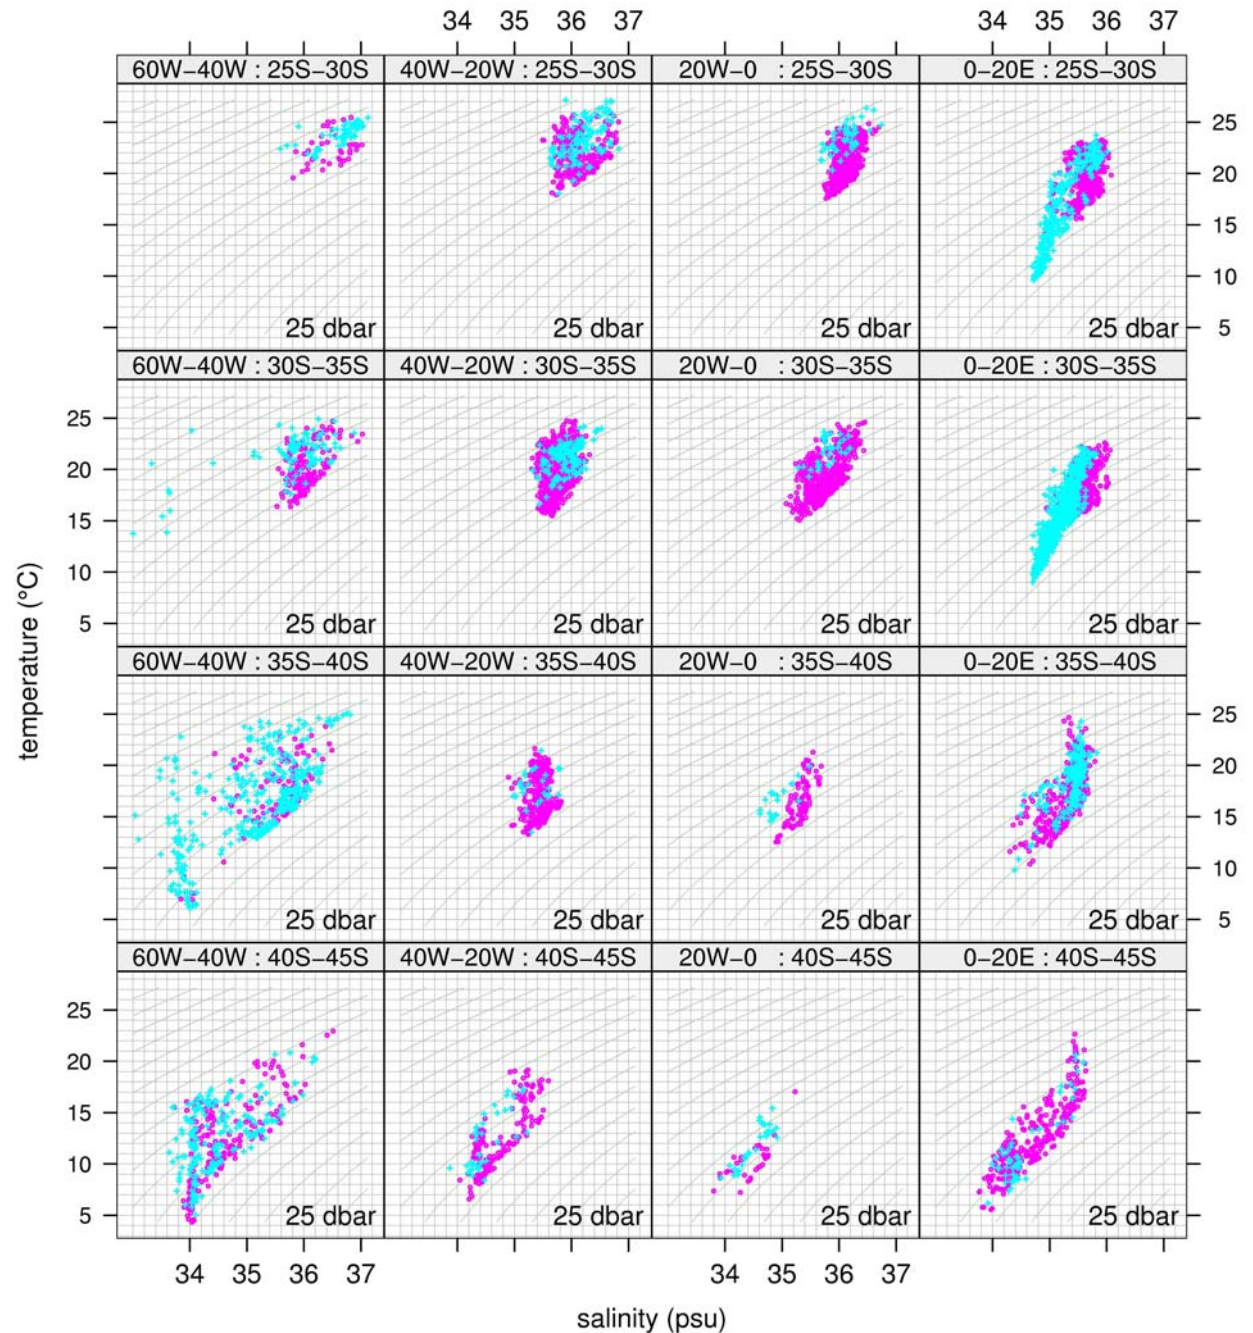 34 35 36 37 34 35 36 37
60W−40W : 25S−30S 40W−20W : 25S−30S 20W−0 : 25S−30S 0−20E : 25S−30S
25
20
15
10
5
25 dbar 25 dbar 25 dbar 25 dbar
60W−40W : 30S−35S 40W−20W : 30S−35S 20W−0 : 30S−35S 0−20E : 30S−35S
25
20
15
10
5
25 dbar 25 dbar 25 dbar 25 dbar
temperature (°C)
60W−40W : 35S−40S 40W−20W : 35S−40S 20W−0 : 35S−40S 0−20E : 35S−40S
25
20
15
10
5
25 dbar 25 dbar 25 dbar 25 dbar
60W−40W : 40S−45S 40W−20W : 40S−45S 20W−0 : 40S−45S 0−20E : 40S−45S
25
20
15
10
5
25 dbar 25 dbar 25 dbar 25 dbar
34 35 36 37 34 35 36 37
salinity (psu)